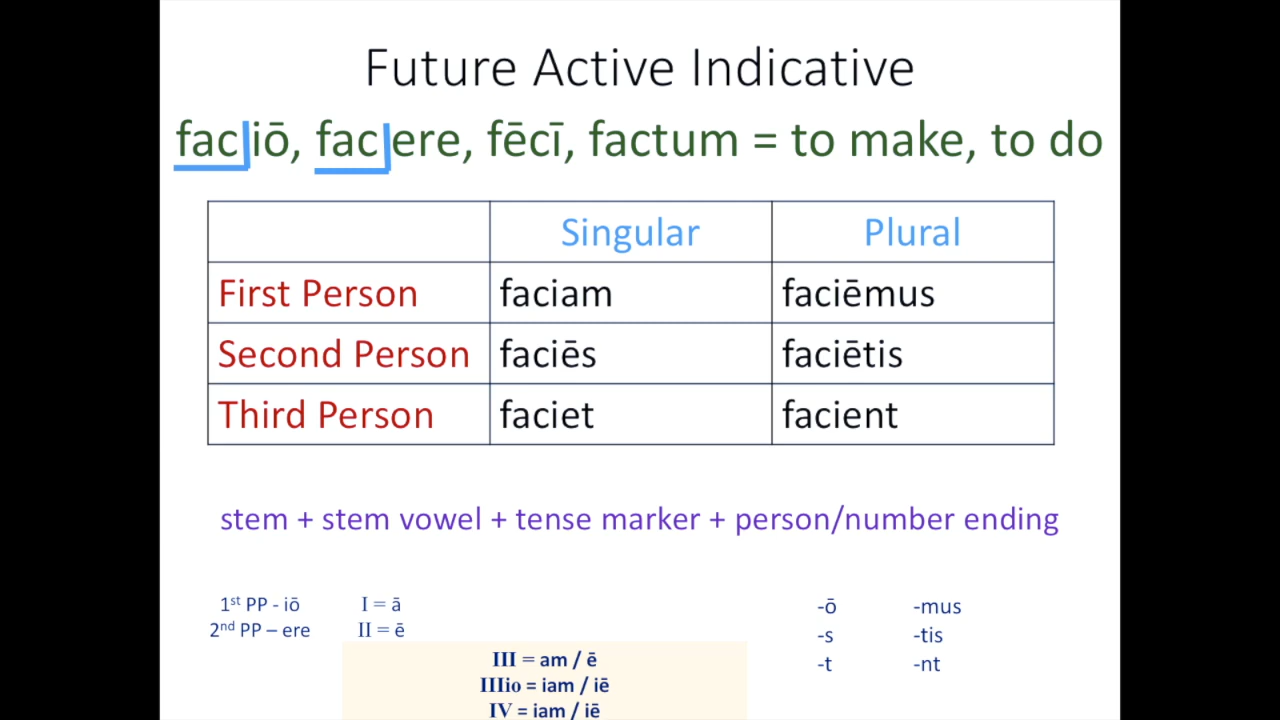 Future Active Indicative
faciō, facere, fēcī, factum = to make, to do
Singular Plural
First Person faciam faciēmus
Second Person faciēs faciētis
Third Person faciet facient
stem + stem vowel + tense marker + person/number ending
1st PP - iō I = ā -ō -mus
2nd PP – ere II = ē -s -tis
III = am / ē -t -nt
IIIio = iam / iē
IV = iam / iē